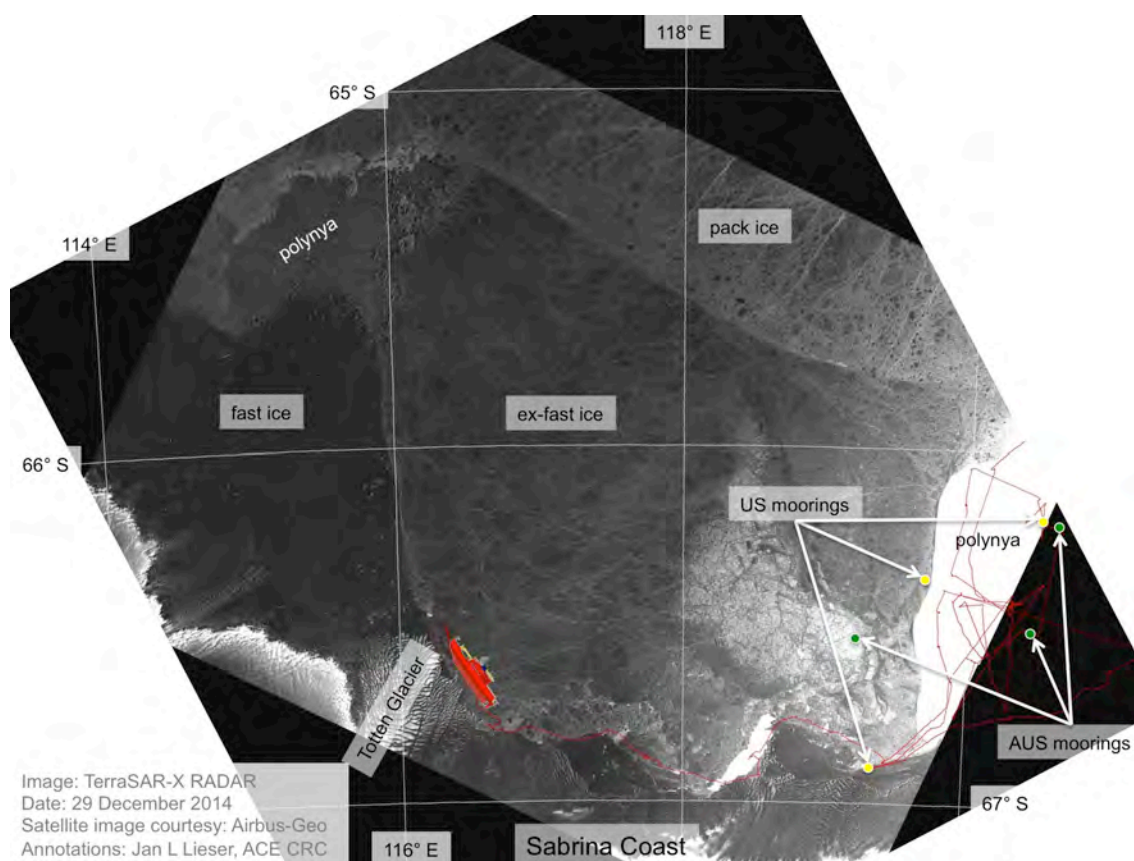 118° E
65° S
pack ice
polynya
114° E
fast ice
ex-fast ice
66° S
US moorings
polynya
Totten Glacier
AUS moorings
Image: TerraSAR-X RADAR
Date: 29 December 2014
Satellite image courtesy: Airbus-Geo
Annotations: Jan L Lieser, ACE CRC
67° S
116° E
Sabrina Coast